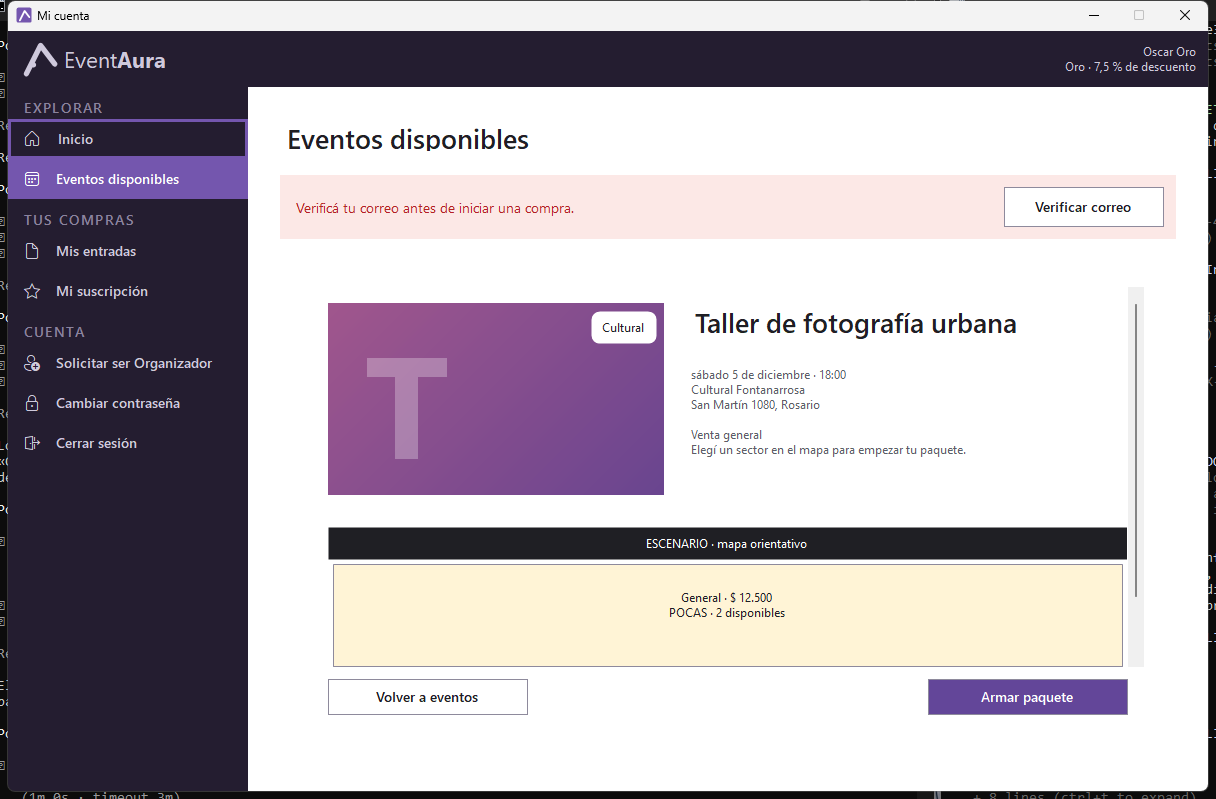 Mi cuenta
EventAura
Oscar Oro
Oro · 7,5 % de descuento
EXPLORAR
Inicio
Eventos disponibles
TUS COMPRAS
Mis entradas
Mi suscripción
CUENTA
Solicitar ser Organizador
Cambiar contraseña
Cerrar sesión
Eventos disponibles
Verificá tu correo antes de iniciar una compra.
Verificar correo
T
Cultural
Taller de fotografía urbana
sábado 5 de diciembre · 18:00
Cultural Fontanarrosa
San Martín 1080, Rosario
Venta general
Elegí un sector en el mapa para empezar tu paquete.
ESCENARIO · mapa orientativo
General · $ 12.500
POCAS · 2 disponibles
Volver a eventos
Armar paquete